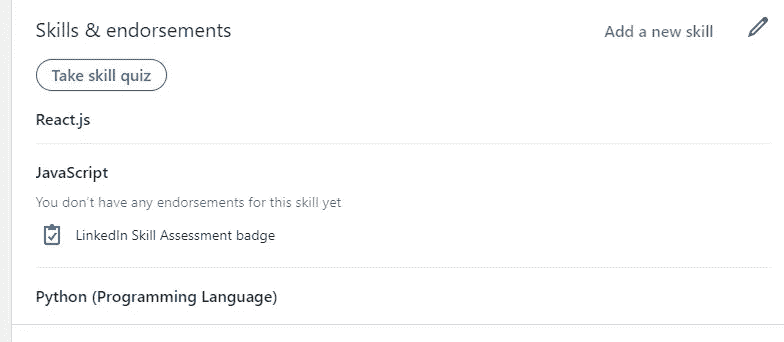 Skills & endorsements
Add a new skill
Take skill quiz
React.js
JavaScript
You don't have any endorsements for this skill yet
LinkedIn Skill Assessment badge
Python (Programming Language)